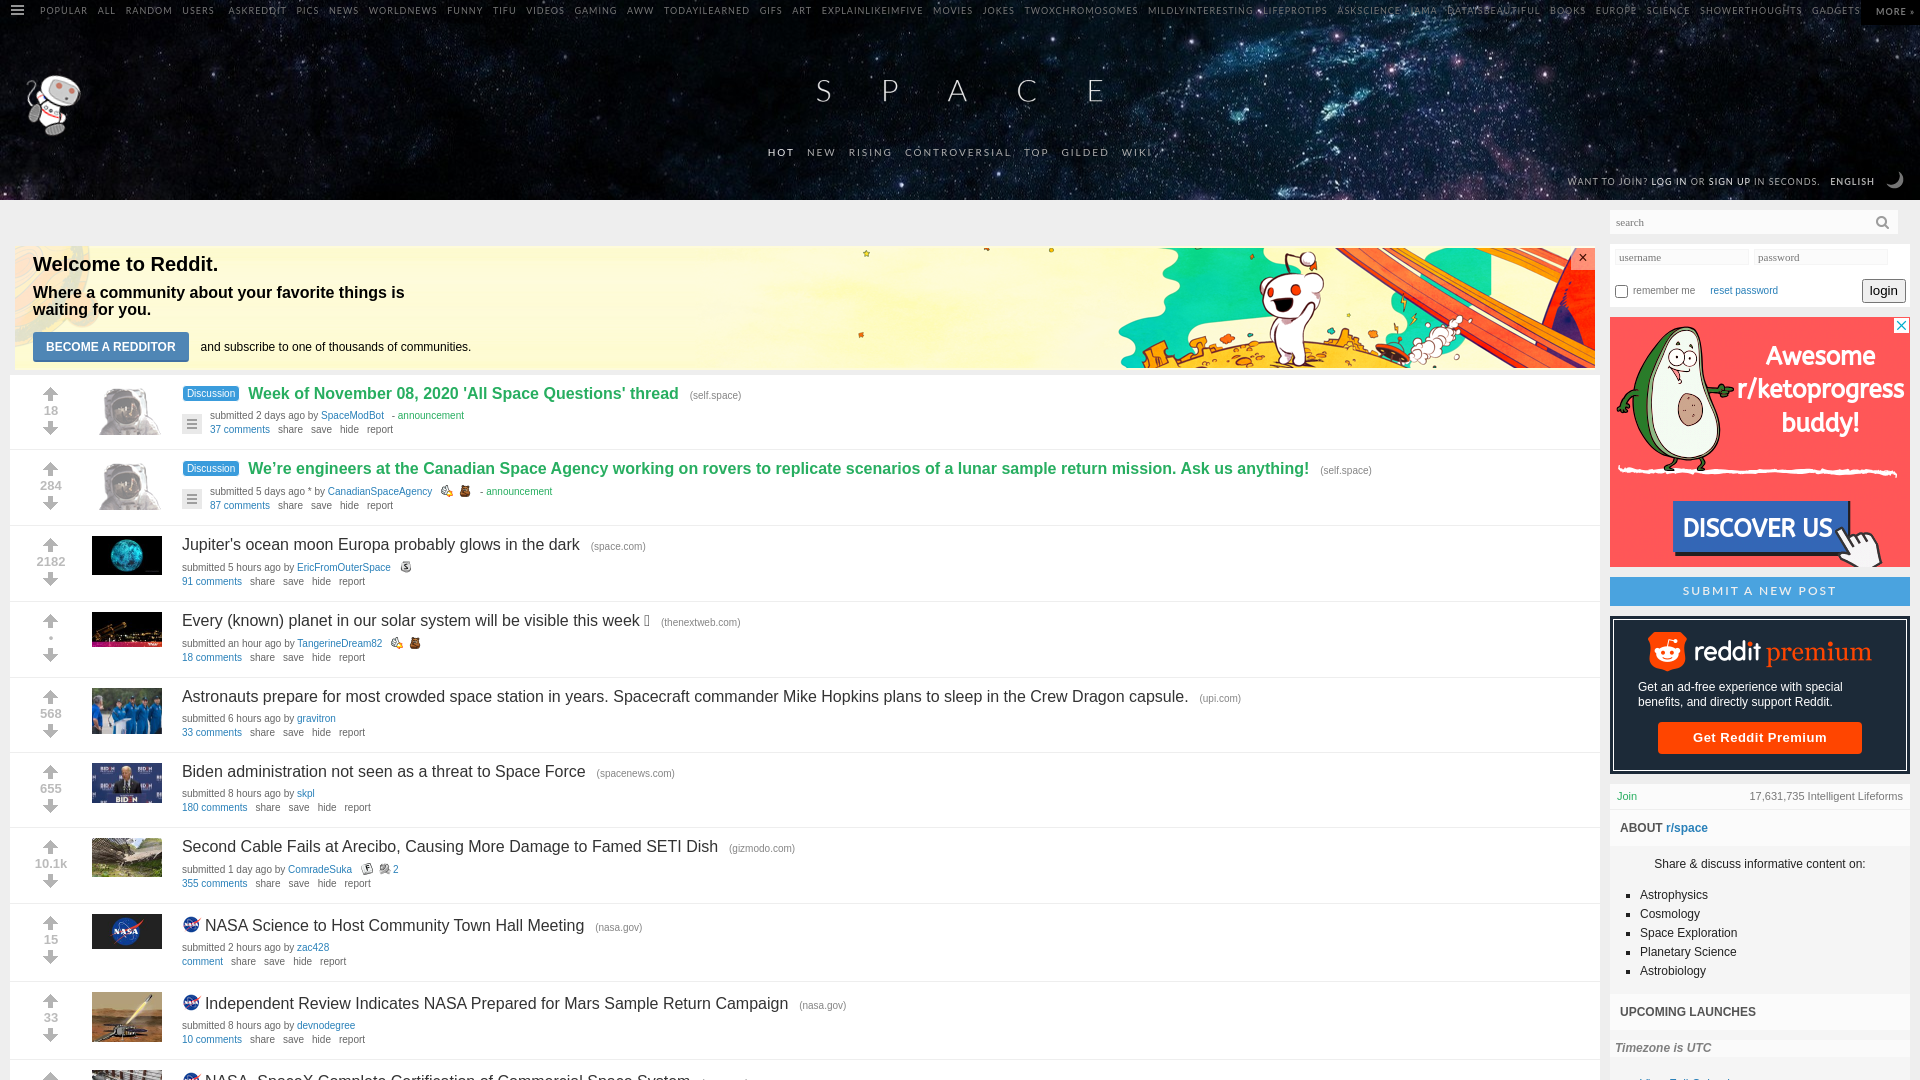 POPULAR ALL RANDOM USERS ASKREDDIT PICS NEWS WORLDNEWS FUNNY TIFU VIDEOS GAMING AWW TODAYILEARNED GIFS ART EXPLAINLIKEIMFIVE MOVIES JOKES TWOXCHROMOSOMES MILDLYINTERESTING LIFEPROTIPS ASKSCIENCE IAMA DATAISBEAUTIFUL BOOKS EUROPE SCIENCE SHOWERTHOUGHTS GADGETS MORE »
SPACE
HOT NEW RISING CONTROVERSIAL TOP GILDED WIKI
WANT TO JOIN? LOG IN OR SIGN UP IN SECONDS. ENGLISH
search
Welcome to Reddit.
Where a community about your favorite things is
waiting for you.
BECOME A REDDITOR and subscribe to one of thousands of communities.
×
username password
remember me reset password login
Awesome
r/ketoprogress
buddy!
DISCOVER US
SUBMIT A NEW POST
reddit premium
Get an ad-free experience with special
benefits, and directly support Reddit.
Get Reddit Premium
Join 17,631,735 Intelligent Lifeforms
ABOUT r/space
Share & discuss informative content on:
Astrophysics
Cosmology
Space Exploration
Planetary Science
Astrobiology
UPCOMING LAUNCHES
Timezone is UTC
18
Discussion Week of November 08, 2020 'All Space Questions' thread (self.space)
submitted 2 days ago by SpaceModBot - announcement
37 comments share save hide report
284
Discussion We’re engineers at the Canadian Space Agency working on rovers to replicate scenarios of a lunar sample return mission. Ask us anything! (self.space)
submitted 5 days ago * by CanadianSpaceAgency - announcement
87 comments share save hide report
2182
Jupiter's ocean moon Europa probably glows in the dark (space.com)
submitted 5 hours ago by EricFromOuterSpace
91 comments share save hide report
•
Every (known) planet in our solar system will be visible this week (thenextweb.com)
submitted an hour ago by TangerineDream82
18 comments share save hide report
568
Astronauts prepare for most crowded space station in years. Spacecraft commander Mike Hopkins plans to sleep in the Crew Dragon capsule. (upi.com)
submitted 6 hours ago by gravitron
33 comments share save hide report
655
BIDEN
Biden administration not seen as a threat to Space Force (spacenews.com)
submitted 8 hours ago by skpl
180 comments share save hide report
10.1k
Second Cable Fails at Arecibo, Causing More Damage to Famed SETI Dish (gizmodo.com)
submitted 1 day ago by ComradeSuka 2
355 comments share save hide report
15
NASA
NASA Science to Host Community Town Hall Meeting (nasa.gov)
submitted 2 hours ago by zac428
comment share save hide report
33
Independent Review Indicates NASA Prepared for Mars Sample Return Campaign (nasa.gov)
submitted 8 hours ago by devnodegree
10 comments share save hide report
NASA, SpaceX Complete Certification of Commercial Space System